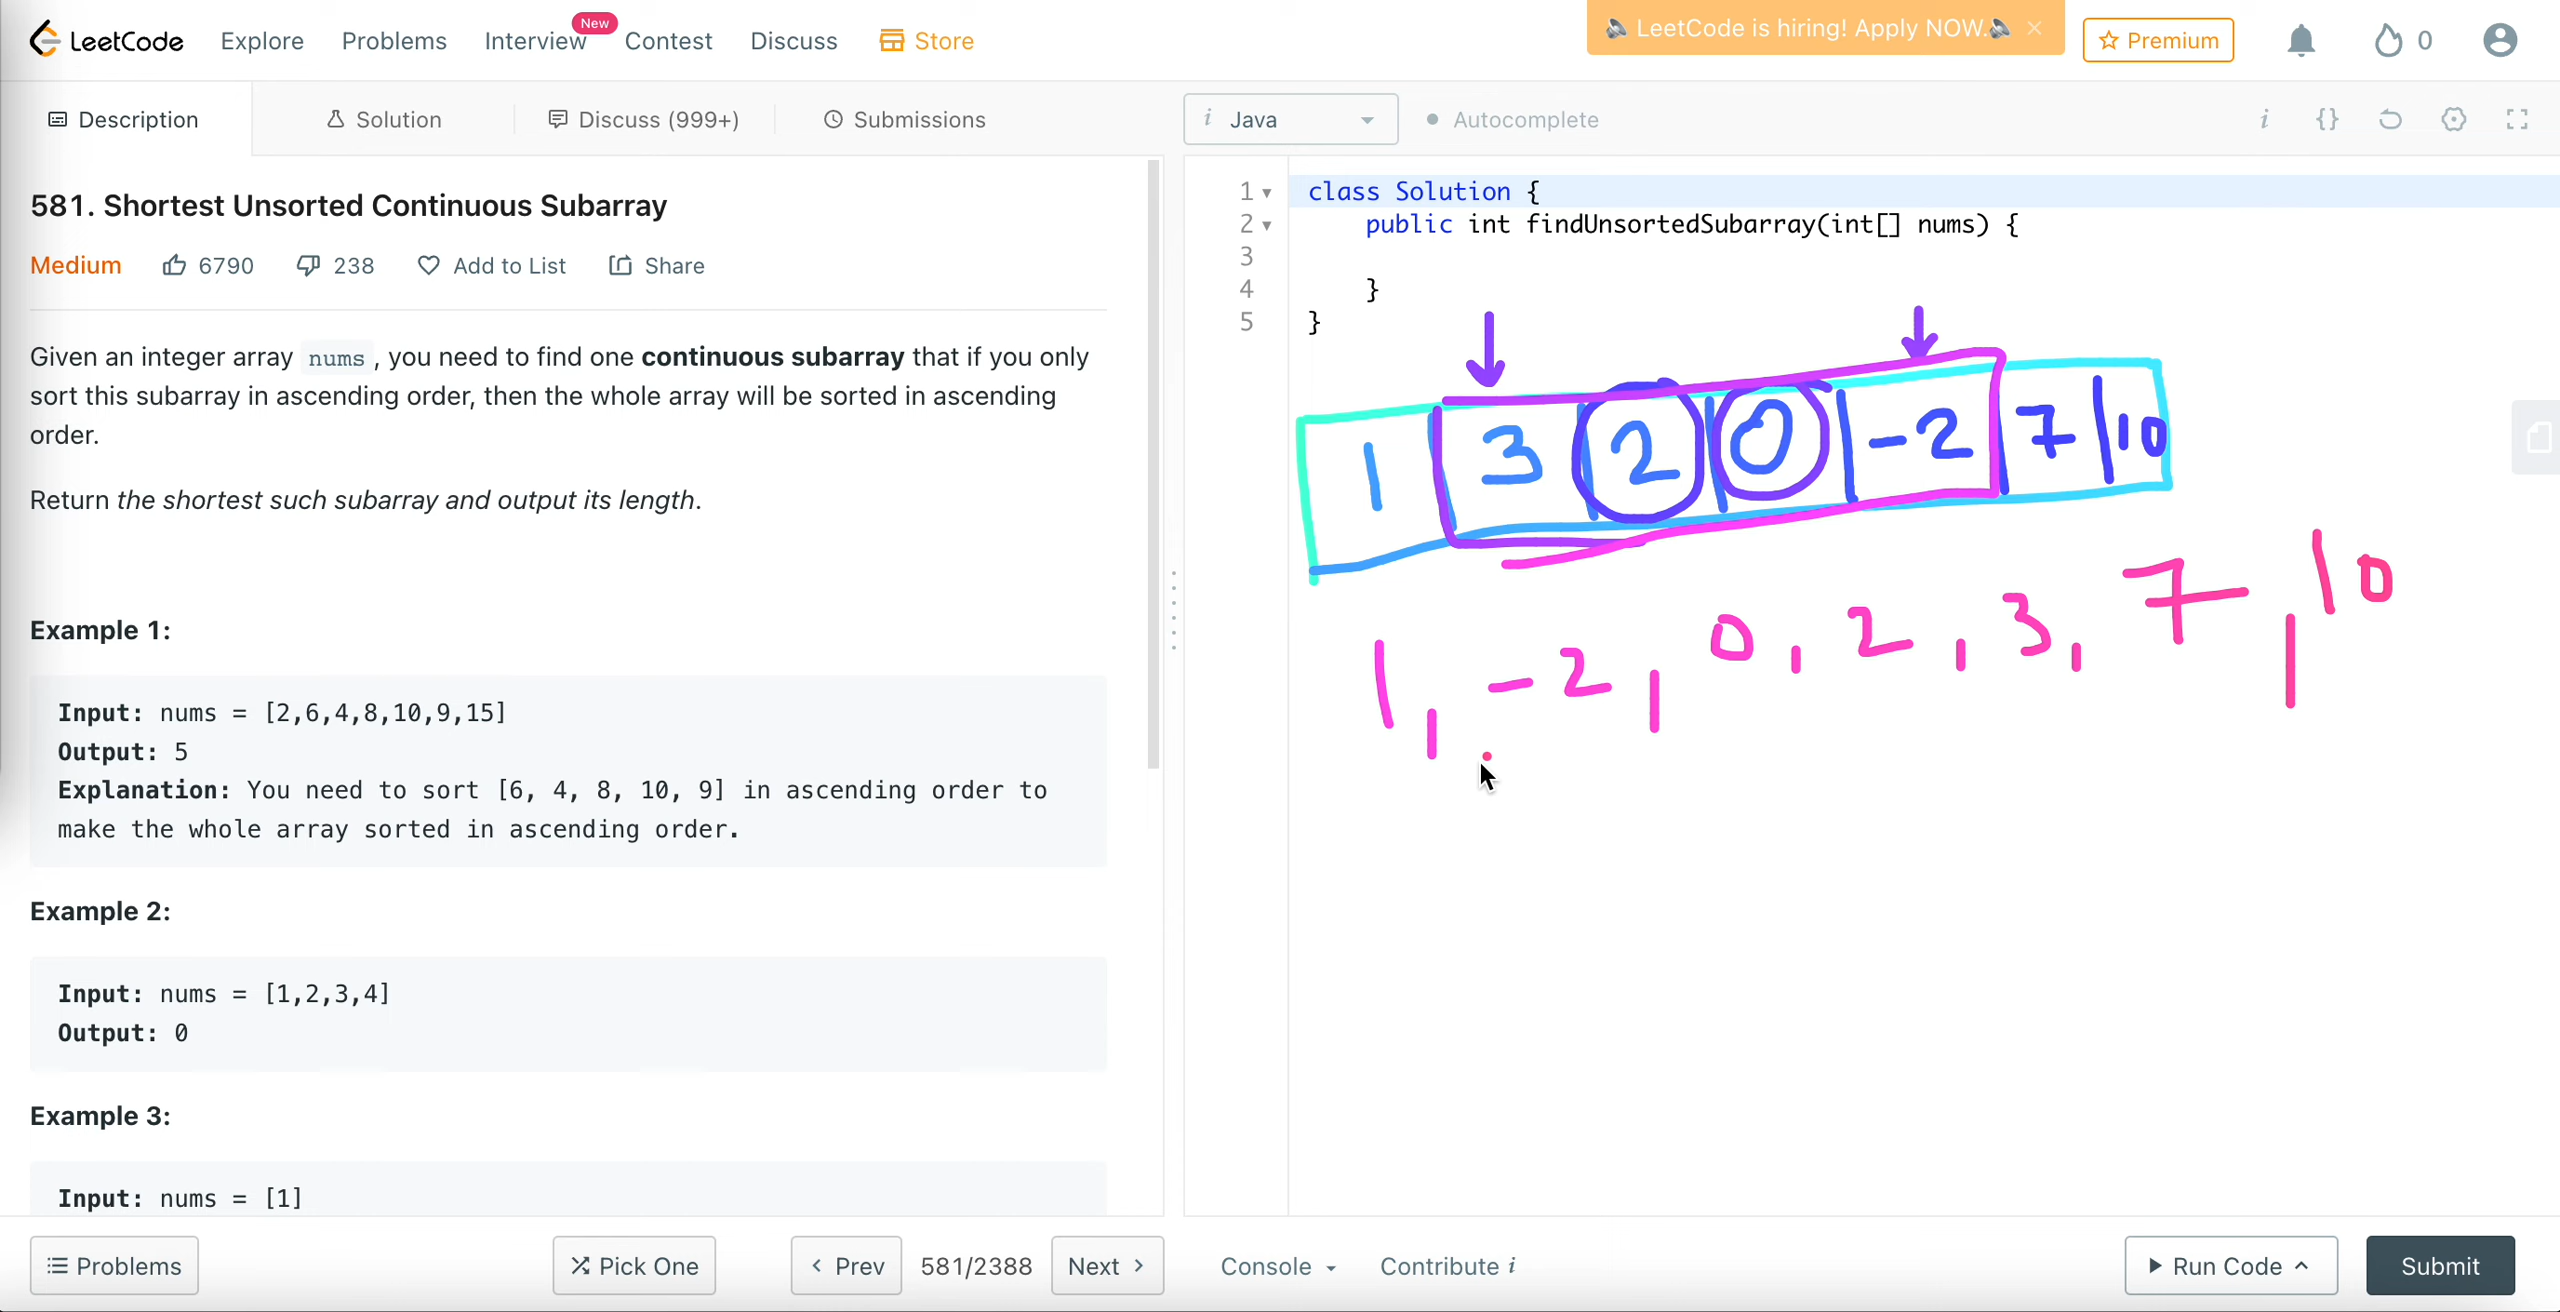 LeetCode Explore Problems Interview New Contest Discuss Store LeetCode is hiring! Apply NOW. Premium 0
Description Solution Discuss (999+) Submissions
i Java Autocomplete i {}
581. Shortest Unsorted Continuous Subarray
Medium 6790 238 Add to List Share
Given an integer array nums, you need to find one continuous subarray that if you only
sort this subarray in ascending order, then the whole array will be sorted in ascending
order.
Return the shortest such subarray and output its length.
Example 1:
Input: nums = [2,6,4,8,10,9,15]
Output: 5
Explanation: You need to sort [6, 4, 8, 10, 9] in ascending order to
make the whole array sorted in ascending order.
Example 2:
Input: nums = [1,2,3,4]
Output: 0
Example 3:
Input: nums = [1]
1 class Solution {
2 public int findUnsortedSubarray(int[] nums) {
3
4 }
5 }
1 3 2 0 -2 7 10
1, -2, 0, 2, 3, 7, 10
Problems Pick One Prev 581/2388 Next Console Contribute i Run Code Submit